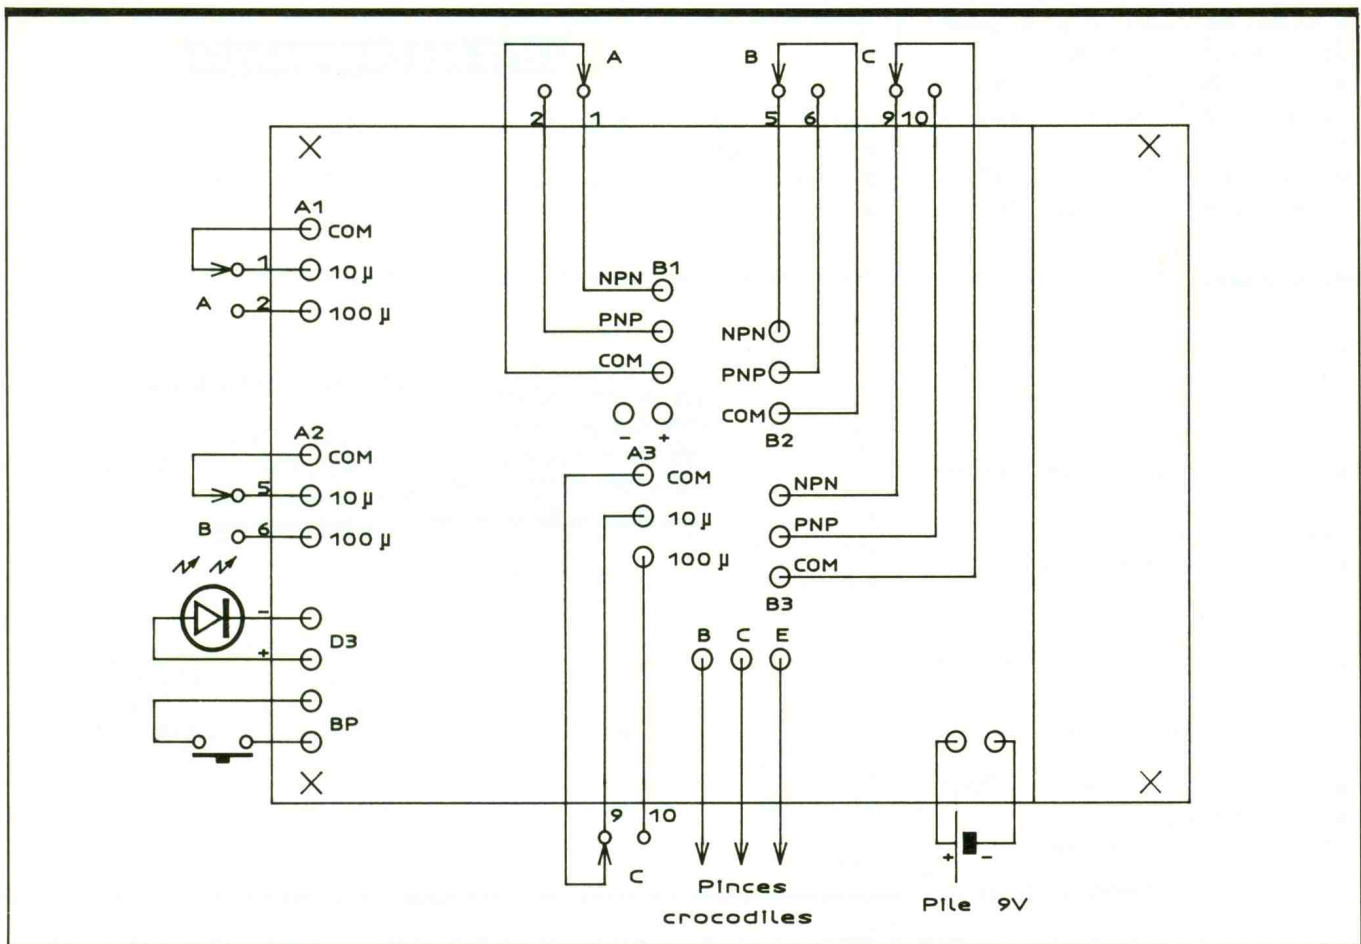 A
B
C
2
1
5
6
9
10
A1
COM
1
10 µ
A
2
100 µ
NPN
B1
PNP
COM
-
+
NPN
PNP
COM
B2
A2
COM
5
10 µ
B
6
100 µ
A3
COM
10 µ
100 µ
NPN
PNP
COM
B3
-
D3
+
BP
B
C
E
9
10
C
Pinces
crocodiles
+
-
Pile 9V